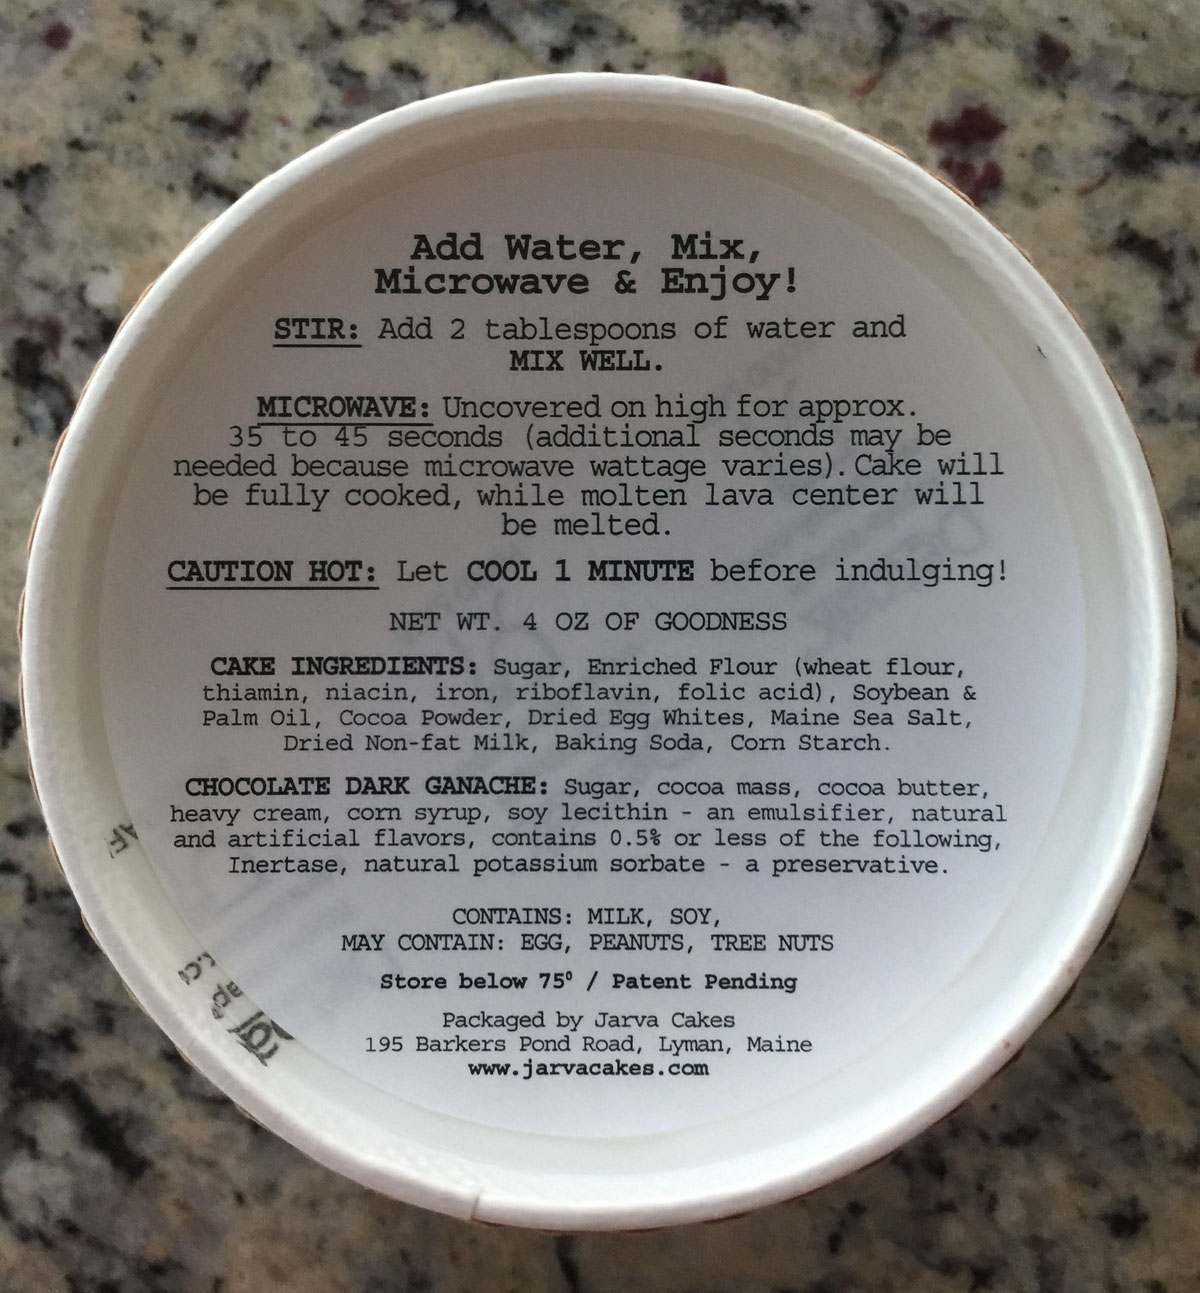 Add Water, Mix,
Microwave & Enjoy!
STIR: Add 2 tablespoons of water and
MIX WELL.
MICROWAVE: Uncovered on high for approx.
35 to 45 seconds (additional seconds may be
needed because microwave wattage varies). Cake will
be fully cooked, while molten lava center will
be melted.
CAUTION HOT: Let COOL 1 MINUTE before indulging!
NET WT. 4 OZ OF GOODNESS
CAKE INGREDIENTS: Sugar, Enriched Flour (wheat flour,
thiamin, niacin, iron, riboflavin, folic acid), Soybean &
Palm Oil, Cocoa Powder, Dried Egg Whites, Maine Sea Salt,
Dried Non-fat Milk, Baking Soda, Corn Starch.
CHOCOLATE DARK GANACHE: Sugar, cocoa mass, cocoa butter,
heavy cream, corn syrup, soy lecithin - an emulsifier, natural
and artificial flavors, contains 0.5% or less of the following,
Inertase, natural potassium sorbate - a preservative.
CONTAINS: MILK, SOY,
MAY CONTAIN: EGG, PEANUTS, TREE NUTS
Store below 75⁰ / Patent Pending
Packaged by Jarva Cakes
195 Barkers Pond Road, Lyman, Maine
www.jarvacakes.com